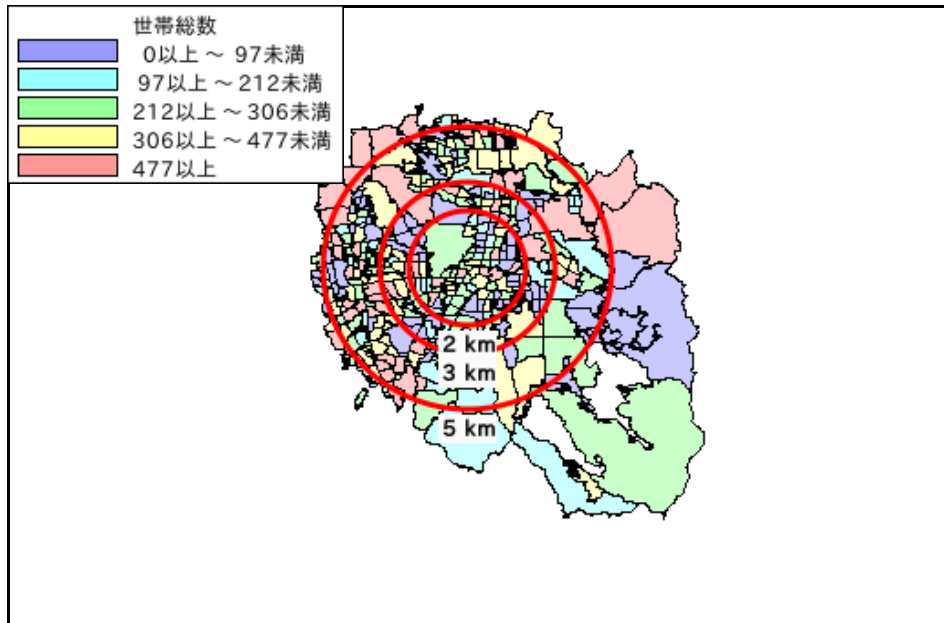 世帯総数
0以上 ~ 97未満
97以上 ~ 212未満
212以上 ~ 306未満
306以上 ~ 477未満
477以上
2 km
3 km
5 km